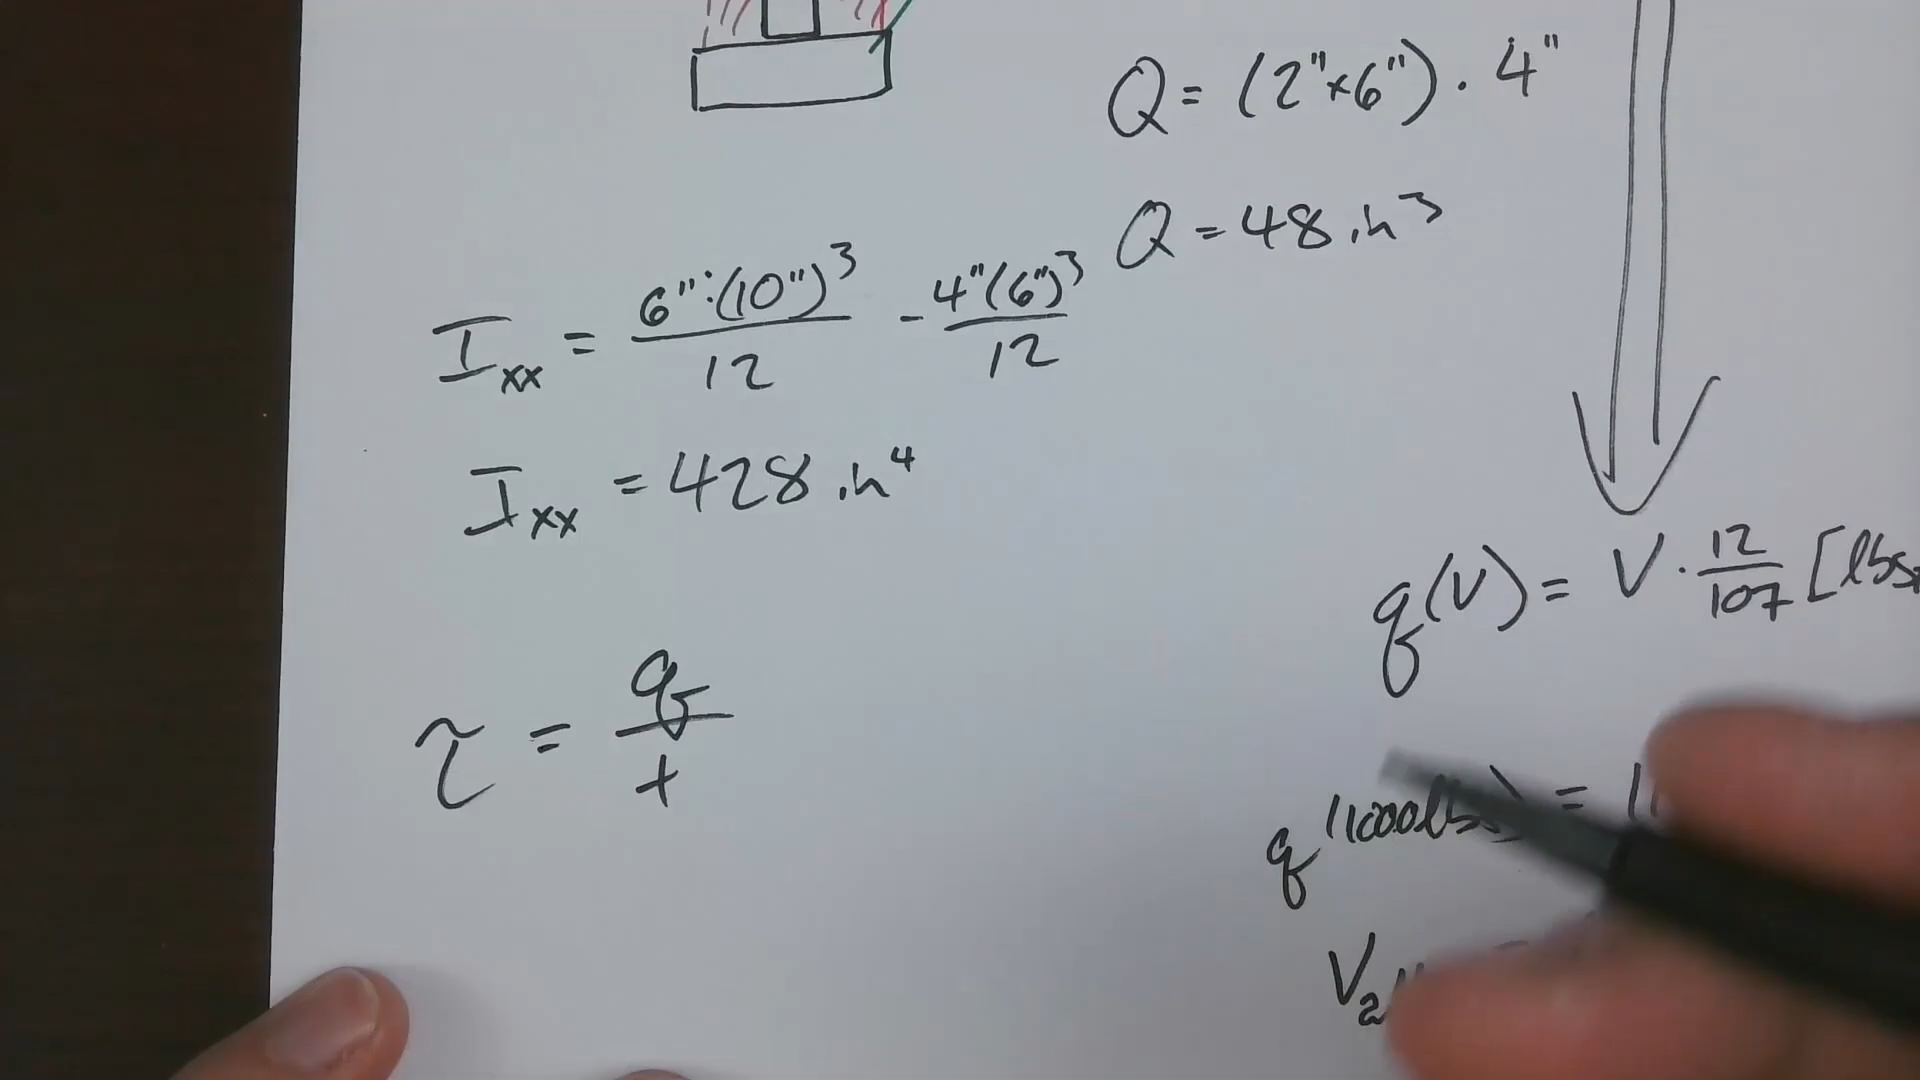 Q = (2"x6") · 4"
Q = 48 in³
Ixx = 6"·(10")³/12 - 4"(6")³/12
Ixx = 428 in⁴
q(V) = V · 12/107 [lbs
τ = q/t
q(1000lbs) = 1
V2